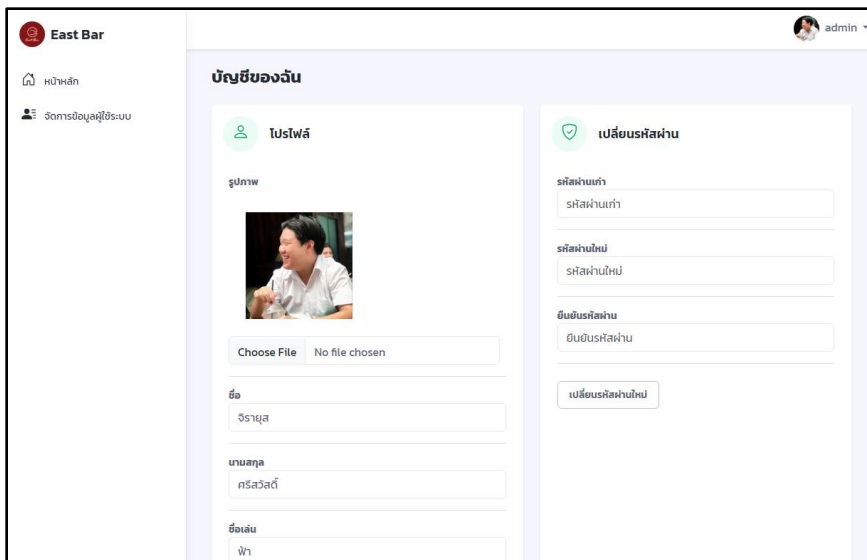 East Bar
admin
หน้าหลัก
จัดการข้อมูลผู้ใช้ระบบ
บัญชีของฉัน
โปรไฟล์
รูปภาพ
Choose File No file chosen
ชื่อ
จิรายุส
นามสกุล
ศรีสวัสดิ์
ชื่อเล่น
ฟ้า
เปลี่ยนรหัสผ่าน
รหัสผ่านเก่า
รหัสผ่านเก่า
รหัสผ่านใหม่
รหัสผ่านใหม่
ยืนยันรหัสผ่าน
ยืนยันรหัสผ่าน
เปลี่ยนรหัสผ่านใหม่